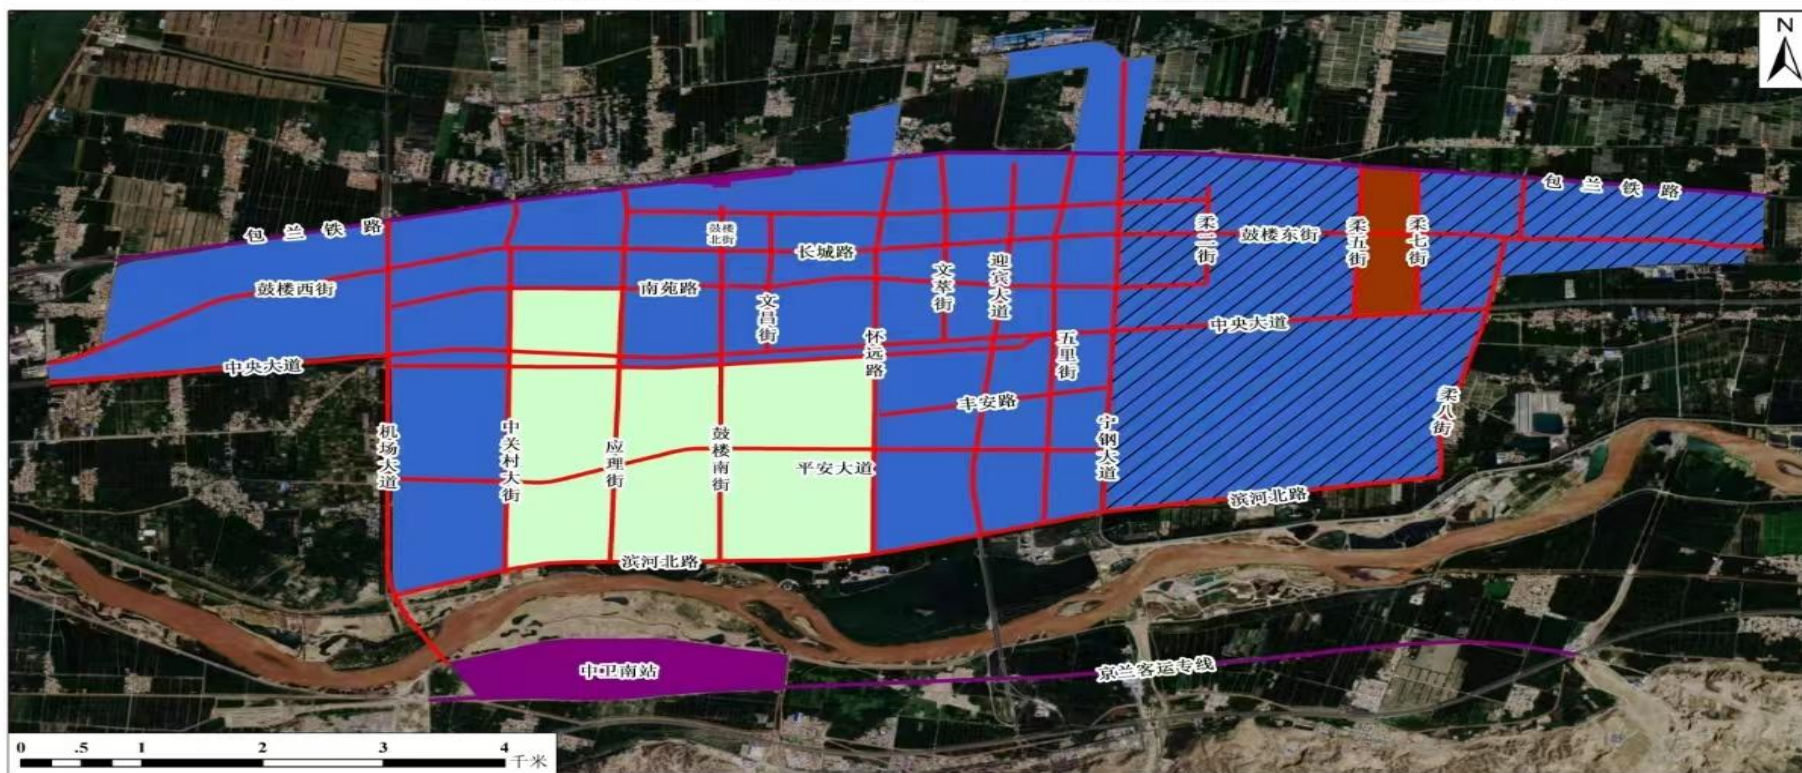 N
包兰铁路
包兰铁路
鼓楼北街
长城路
柔二街
鼓楼东街
柔五街
柔七街
鼓楼西街
南苑路
文昌街
文萃街
迎宾大道
中央大道
中央大道
怀远路
五里街
丰安路
柔八街
机场大道
中关村大街
应理街
鼓楼南街
平安大道
宁钢大道
滨河北路
滨河北路
中卫南站
京兰客运专线
0 .5 1 2 3 4
千米